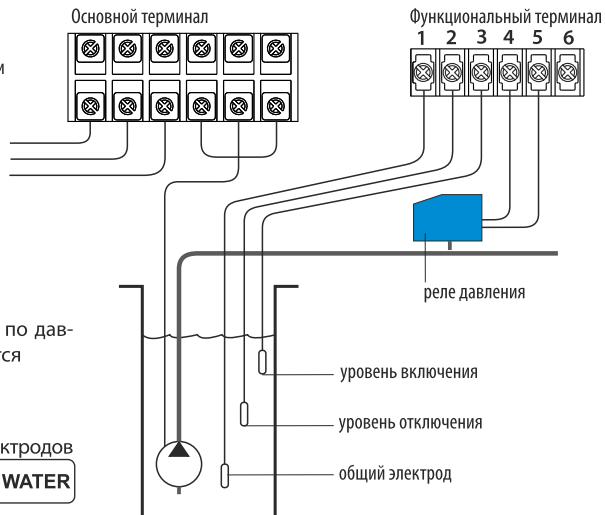 Основной терминал
Функциональный терминал
1 2 3 4 5 6
м
реле давления
по дав-
тся
уровень включения
уровень отключения
ктродов
WATER
общий электрод